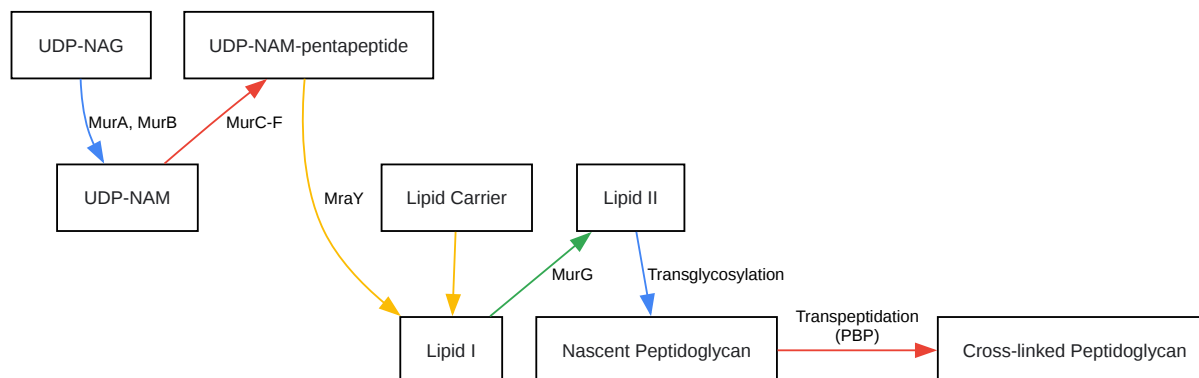 UDP-NAG
UDP-NAM-pentapeptide
MurA, MurB
MurC-F
UDP-NAM
MraY
Lipid Carrier
Lipid II
MurG
Transglycosylation
Lipid I
Nascent Peptidoglycan
Transpeptidation
(PBP)
Cross-linked Peptidoglycan